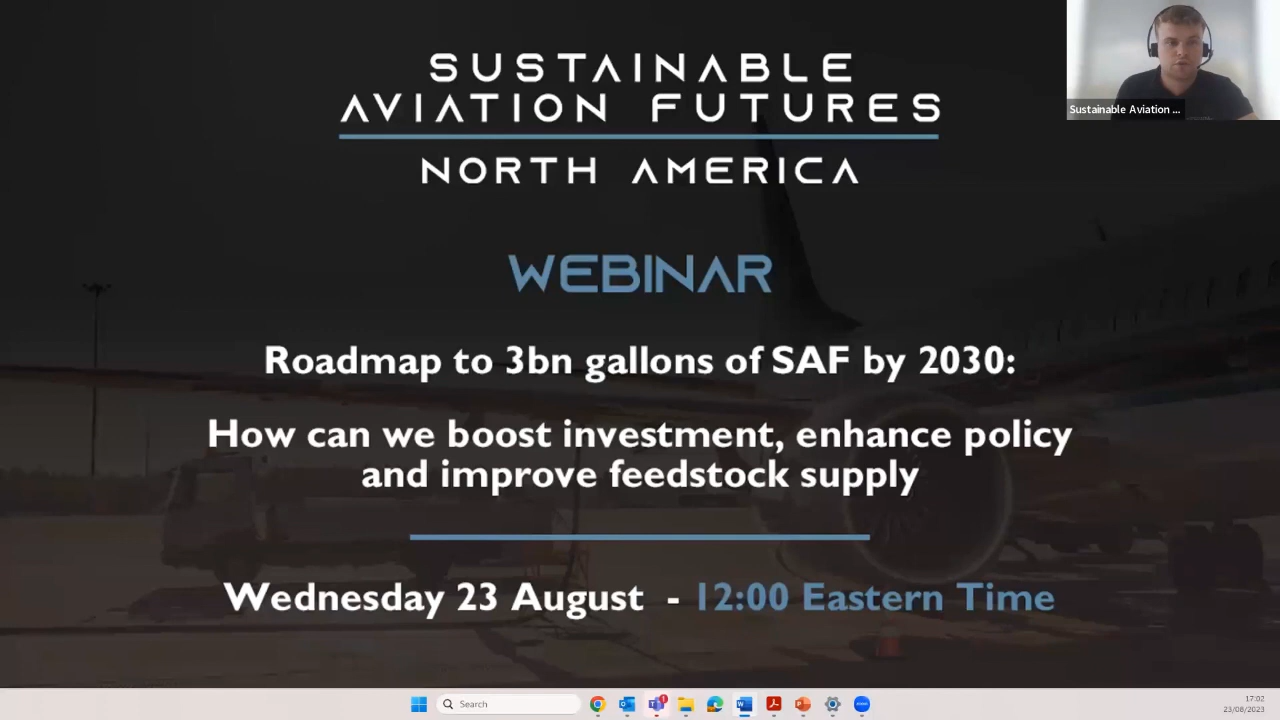 SUSTAINABLE
AVIATION FUTURES
NORTH AMERICA
Sustainable Aviation ...
WEBINAR
Roadmap to 3bn gallons of SAF by 2030:
How can we boost investment, enhance policy
and improve feedstock supply
Wednesday 23 August - 12:00 Eastern Time
Search
17:02
23/08/2023